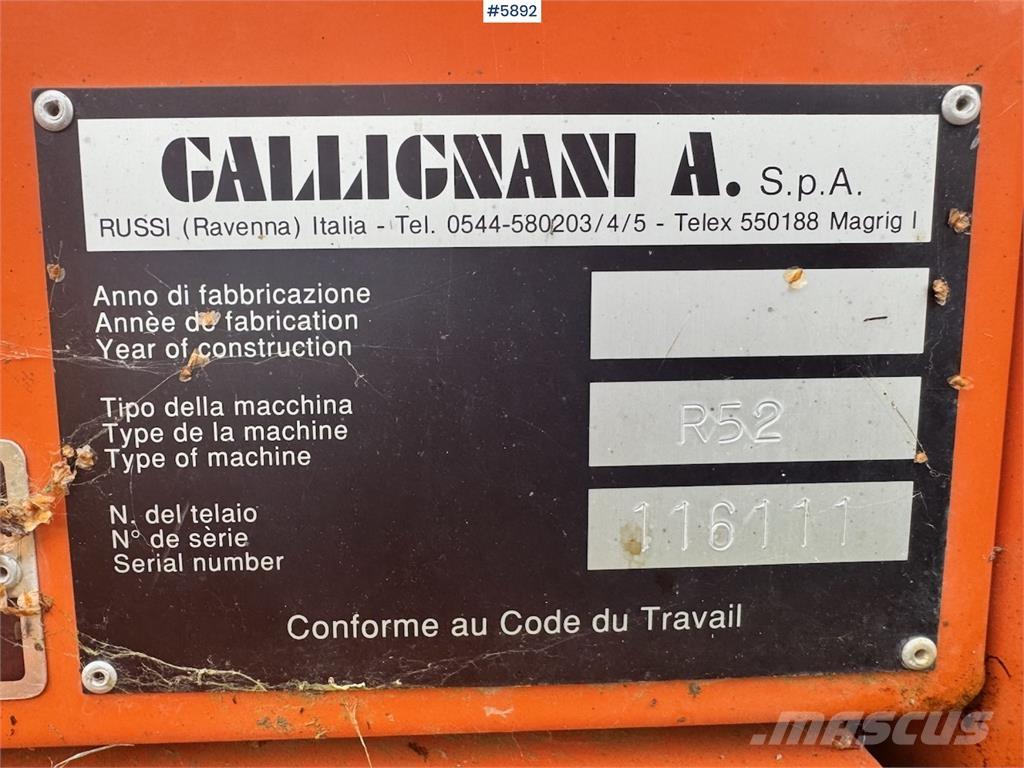 #5892
GALLIGNANI A. S.p.A.
RUSSI (Ravenna) Italia - Tel. 0544-580203/4/5 - Telex 550188 Magrig I
Anno di fabbricazione
Annèe de fabrication
Year of construction
Tipo della macchina
Type de la machine
Type of machine
R52
N. del telaio
N° de sèrie
Serial number
116111
Conforme au Code du Travail
MASCUS